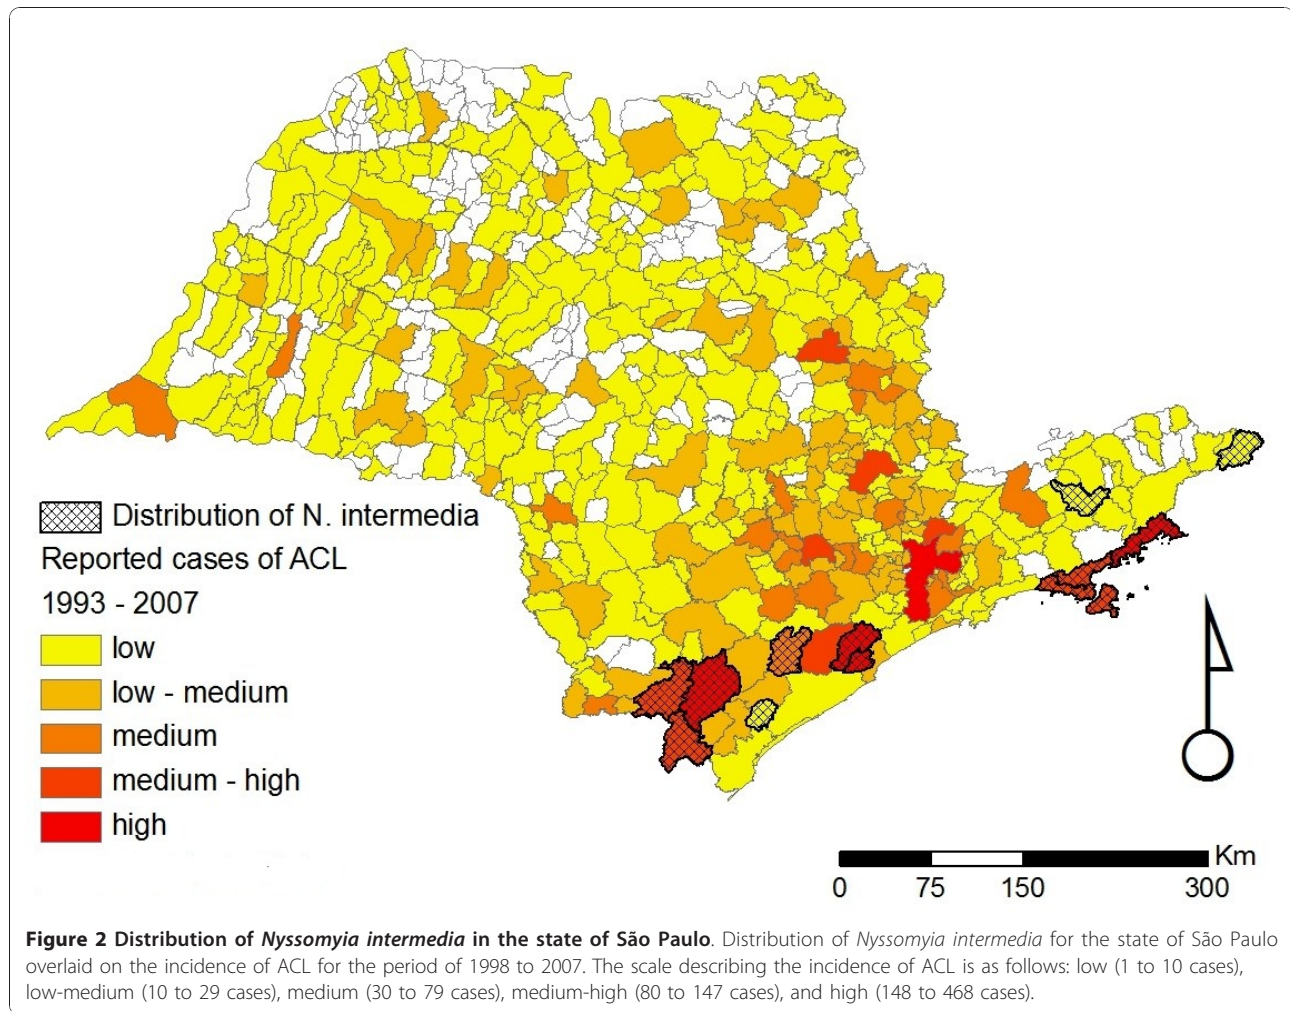 Distribution of N. intermedia
Reported cases of ACL
1993 - 2007
low
low - medium
medium
medium - high
high
Km
0 75 150 300
Figure 2 Distribution of Nyssomyia intermedia in the state of São Paulo. Distribution of Nyssomyia intermedia for the state of São Paulo
overlaid on the incidence of ACL for the period of 1998 to 2007. The scale describing the incidence of ACL is as follows: low (1 to 10 cases),
low-medium (10 to 29 cases), medium (30 to 79 cases), medium-high (80 to 147 cases), and high (148 to 468 cases).